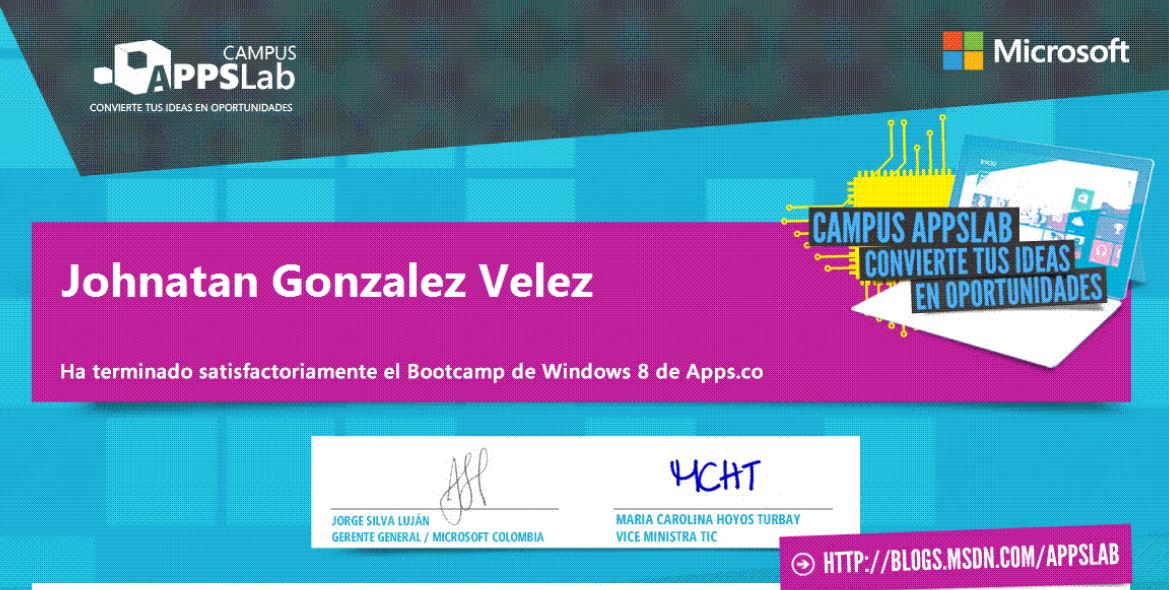 CAMPUS
APPSLab
CONVIERTE TUS IDEAS EN OPORTUNIDADES
Microsoft
Inicio
CAMPUS APPSLAB
CONVIERTE TUS IDEAS
EN OPORTUNIDADES
Johnatan Gonzalez Velez
Ha terminado satisfactoriamente el Bootcamp de Windows 8 de Apps.co
MCHT
JORGE SILVA LUJÁN
GERENTE GENERAL / MICROSOFT COLOMBIA
MARIA CAROLINA HOYOS TURBAY
VICE MINISTRA TIC
HTTP://BLOGS.MSDN.COM/APPSLAB